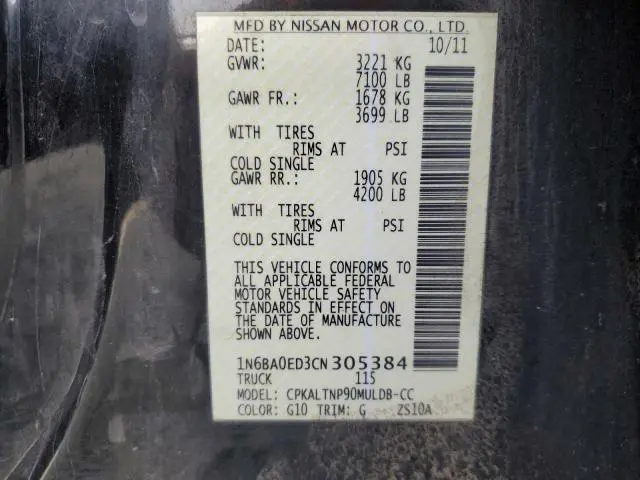 MFD BY NISSAN MOTOR CO., LTD.
DATE: 10/11
GVWR: 3221 KG
7100 LB
GAWR FR.: 1678 KG
3699 LB
WITH TIRES
RIMS AT PSI
COLD SINGLE
GAWR RR.: 1905 KG
4200 LB
WITH TIRES
RIMS AT PSI
COLD SINGLE
THIS VEHICLE CONFORMS TO
ALL APPLICABLE FEDERAL
MOTOR VEHICLE SAFETY
STANDARDS IN EFFECT ON
THE DATE OF MANUFACTURE
SHOWN ABOVE.
1N6BA0ED3CN305384
TRUCK 115
MODEL: CPKALTNP90MULDB-CC
COLOR: G10 TRIM: G ZS10A